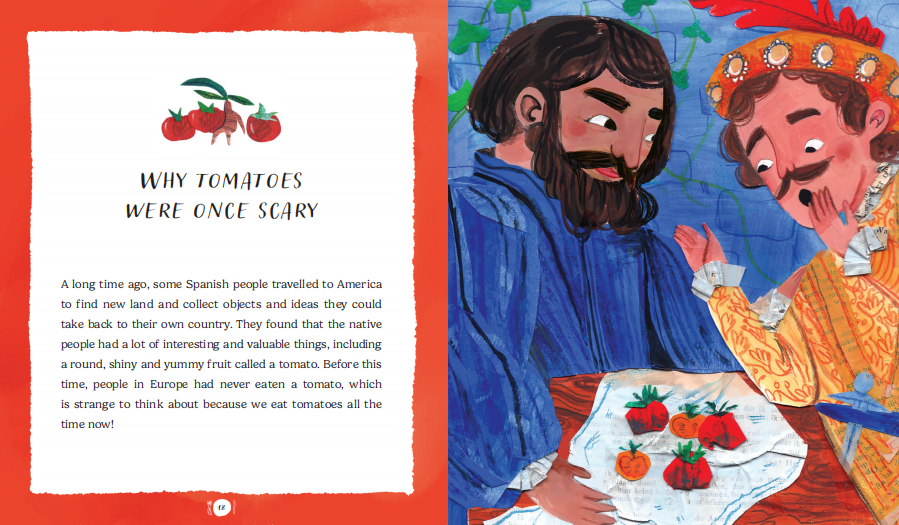 WHY TOMATOES
WERE ONCE SCARY
A long time ago, some Spanish people travelled to America
to find new land and collect objects and ideas they could
take back to their own country. They found that the native
people had a lot of interesting and valuable things, including
a round, shiny and yummy fruit called a tomato. Before this
time, people in Europe had never eaten a tomato, which
is strange to think about because we eat tomatoes all the
time now!
18